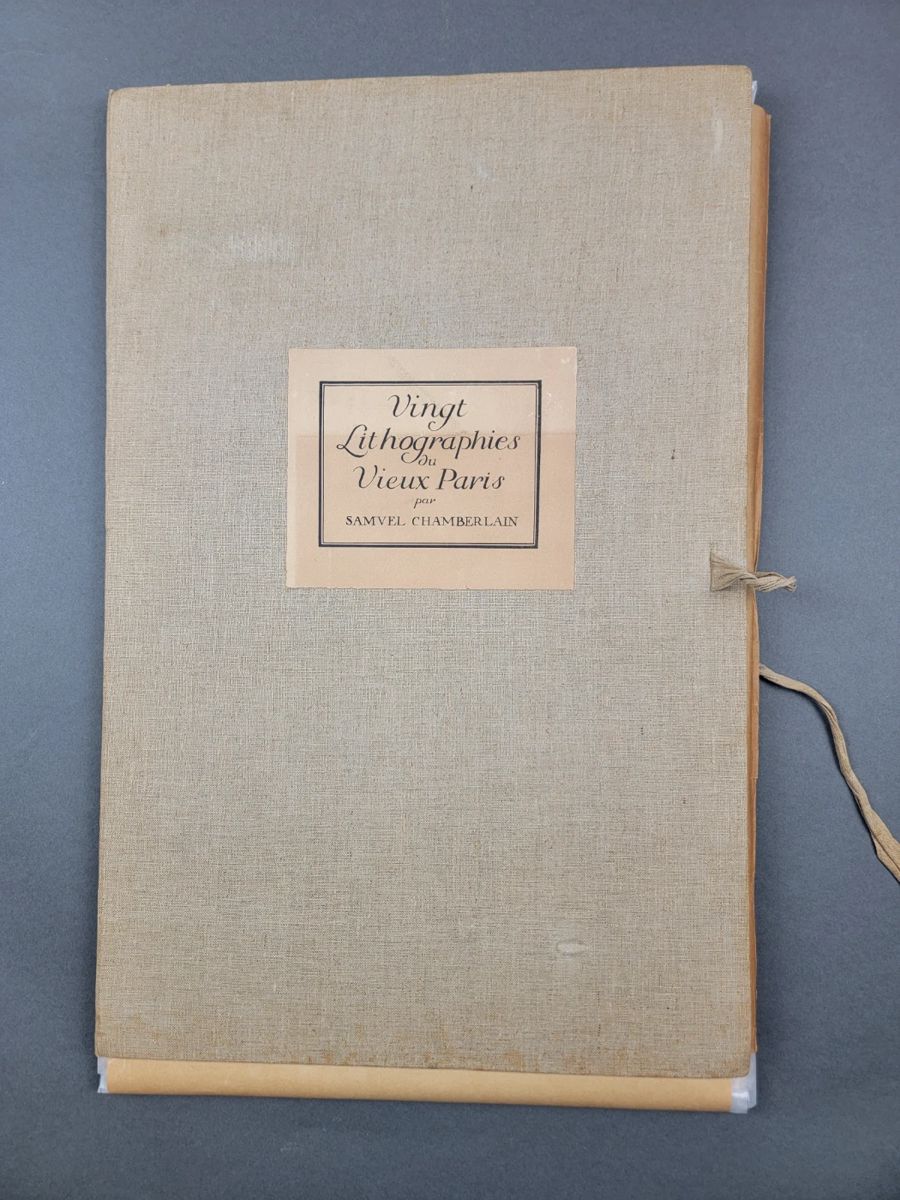 Vingt
Lithographies
du
Vieux Paris
par
SAMVEL CHAMBERLAIN